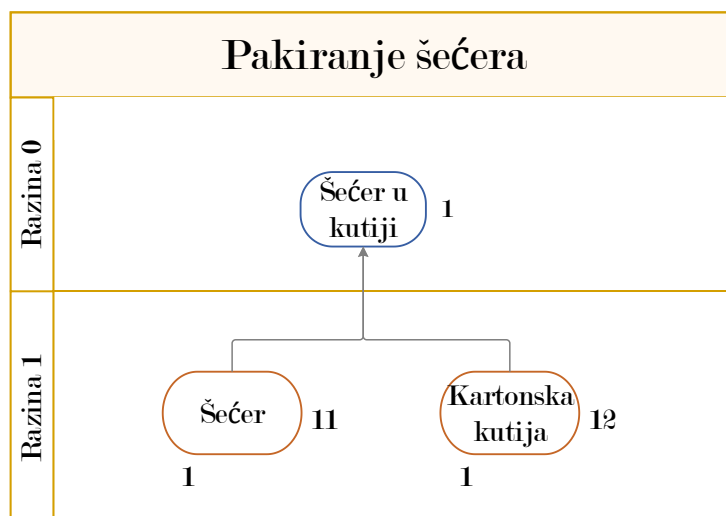 Pakiranje šećera
Razina 0
Šećer u
kutiji
1
Razina 1
Šećer
11
1
Kartonska
kutija
12
1